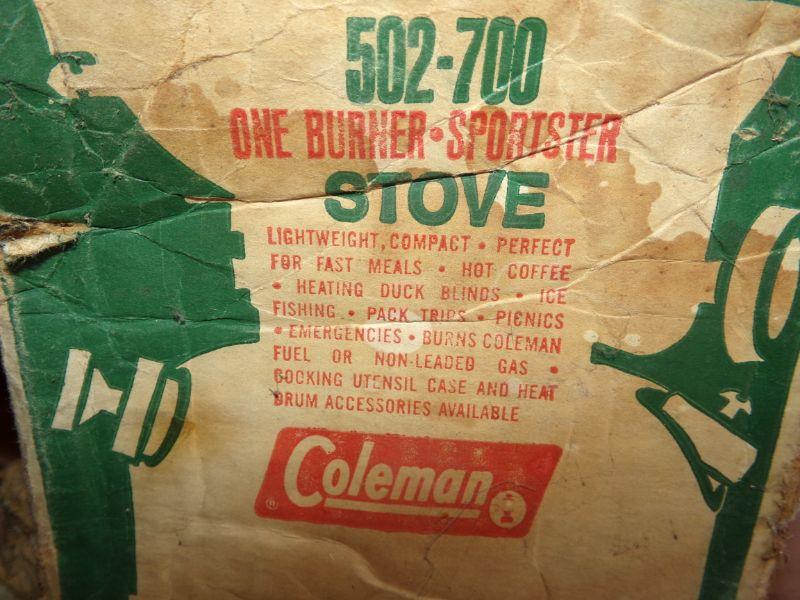 502-700
ONE BURNER • SPORTSTER
STOVE
LIGHTWEIGHT, COMPACT • PERFECT
FOR FAST MEALS • HOT COFFEE
• HEATING DUCK BLINDS • ICE
FISHING • PACK TRIPS • PICNICS
• EMERGENCIES • BURNS COLEMAN
FUEL OR NON-LEADED GAS •
COOKING UTENSIL CASE AND HEAT
DRUM ACCESSORIES AVAILABLE
Coleman
®